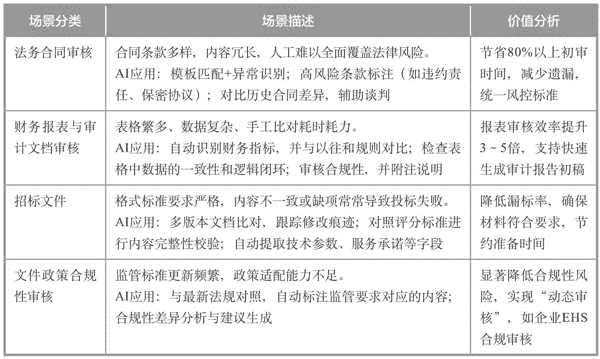 场景分类
场景描述
价值分析
法务合同审核
合同条款多样，内容冗长，人工难以全面覆盖法律风险。
AI应用：模板匹配+异常识别；高风险条款标注（如违约责
任、保密协议）；对比历史合同差异，辅助谈判
节省80%以上初审
时间，减少遗漏，
统一风控标准
财务报表与审
计文档审核
表格繁多、数据复杂、手工比对耗时耗力。
AI应用：自动识别财务指标，并与以往和规则对比；检查表
格中数据的一致性和逻辑闭环；审核合规性，并附注说明
报表审核效率提升
3～5倍，支持快速
生成审计报告初稿
招标文件
格式标准要求严格，内容不一致或缺项常常导致投标失败。
AI应用：多版本文档比对，跟踪修改痕迹；对照评分标准进
行内容完整性校验；自动提取技术参数、服务承诺等字段
降低漏标率，确保
材料符合要求，节
约准备时间
文件政策合规
性审核
监管标准更新频繁，政策适配能力不足。
AI应用：与最新法规对照，自动标注监管要求对应的内容；
合规性差异分析与建议生成
显著降低合规性风
险，实现“动态审
核”，如企业EHS
合规审核